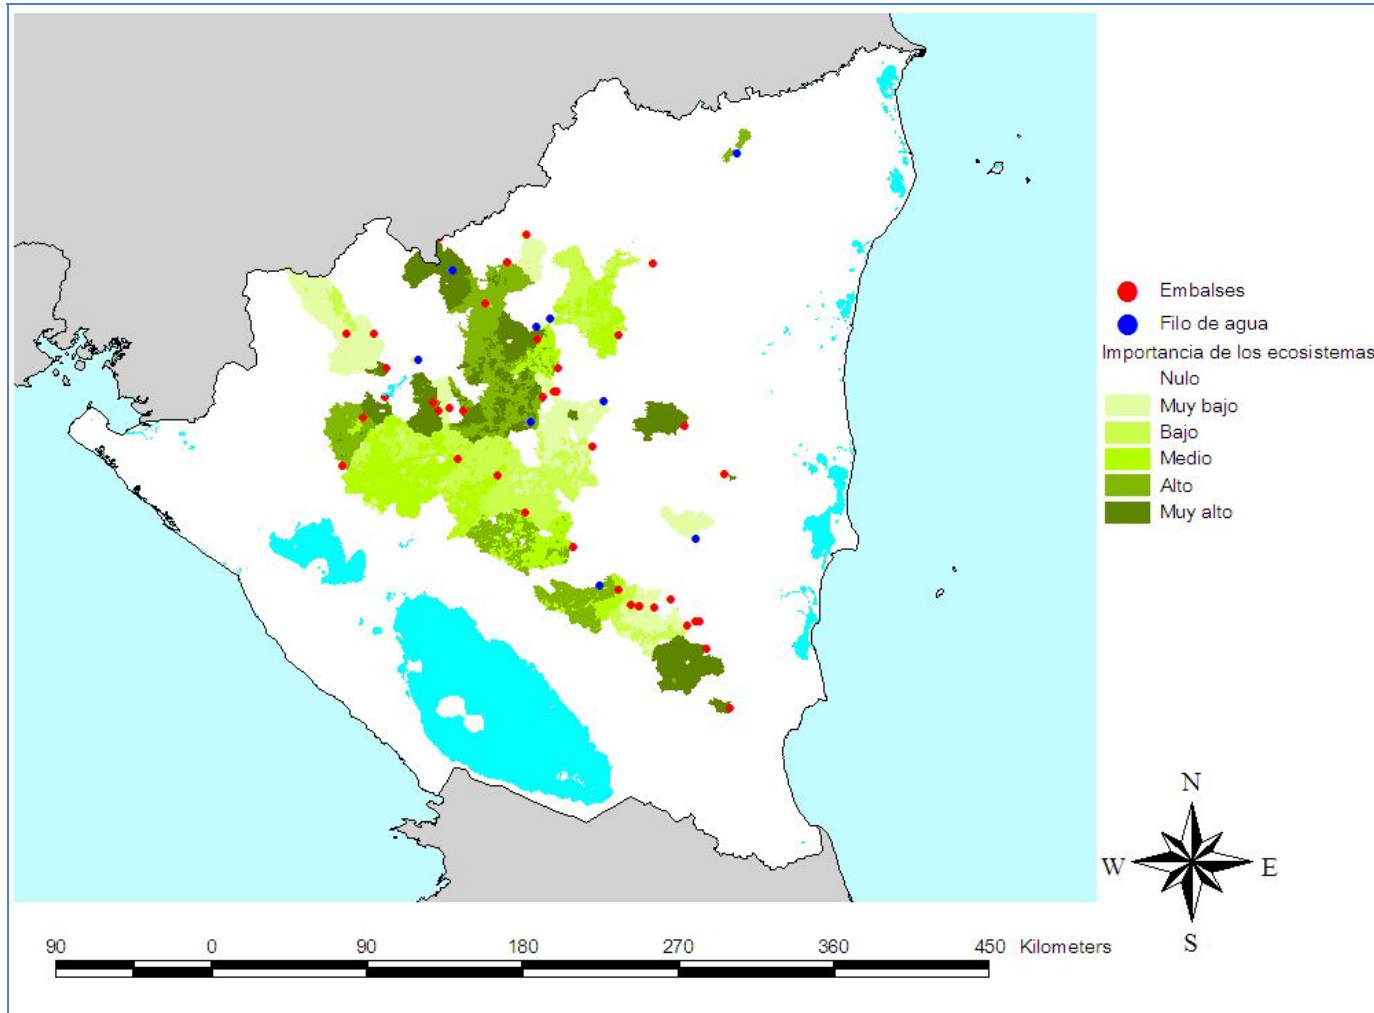 Embalses
Filo de agua
Importancia de los ecosistemas
Nulo
Muy bajo
Bajo
Medio
Alto
Muy alto
N
W E
S
90 0 90 180 270 360 450 Kilometers